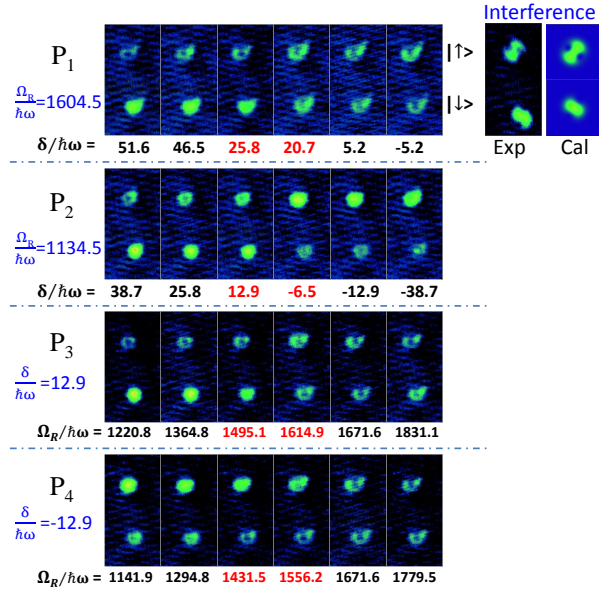 Interference
P₁
|↑>
Ω_R/ℏω=1604.5
|↓>
δ/ℏω = 51.6 46.5 25.8 20.7 5.2 -5.2
Exp Cal
P₂
Ω_R/ℏω=1134.5
δ/ℏω = 38.7 25.8 12.9 -6.5 -12.9 -38.7
P₃
δ/ℏω=12.9
Ω_R/ℏω = 1220.8 1364.8 1495.1 1614.9 1671.6 1831.1
P₄
δ/ℏω=-12.9
Ω_R/ℏω = 1141.9 1294.8 1431.5 1556.2 1671.6 1779.5